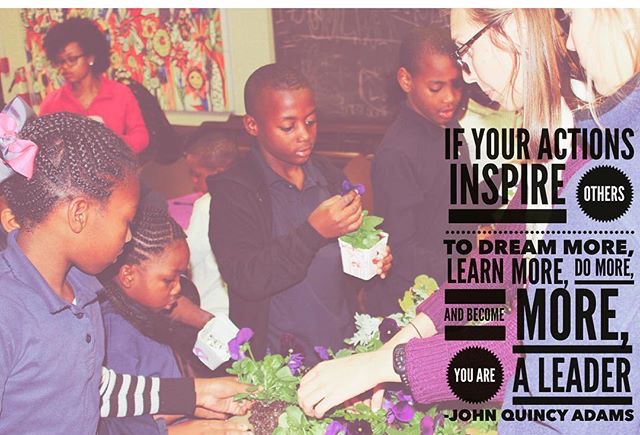 IF YOUR ACTIONS
INSPIRE OTHERS
TO DREAM MORE,
LEARN MORE, DO MORE,
AND BECOME MORE,
YOU ARE A LEADER
-JOHN QUINCY ADAMS